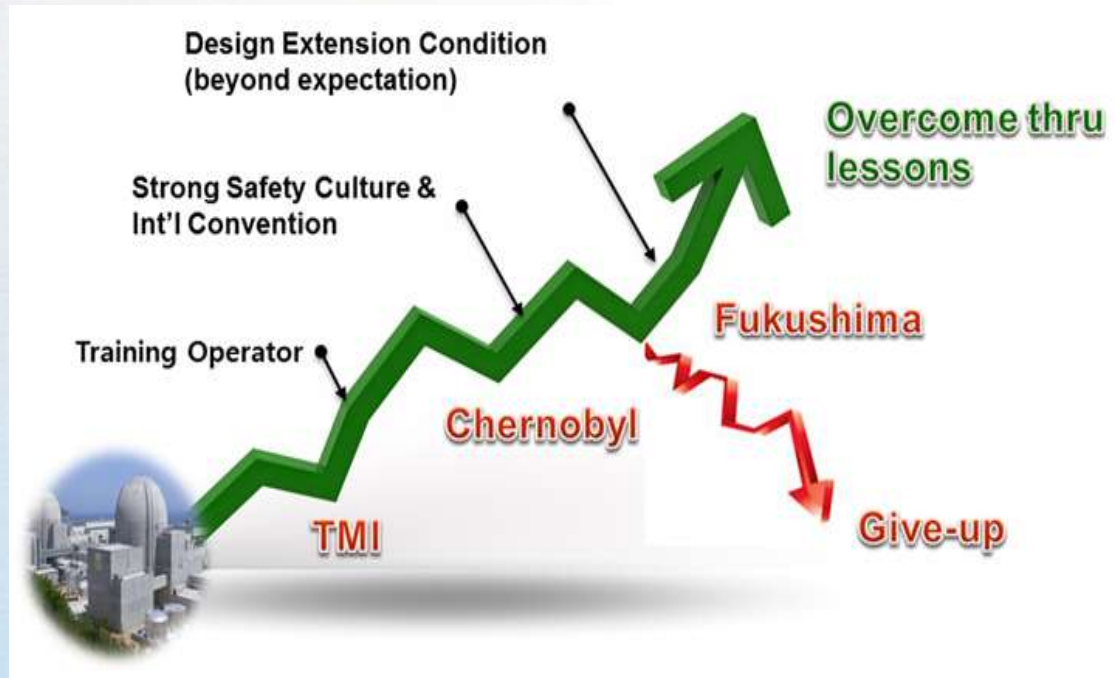 Design Extension Condition
(beyond expectation)
Overcome thru
lessons
Strong Safety Culture &
Int'l Convention
Fukushima
Training Operator
Chernobyl
TMI
Give-up